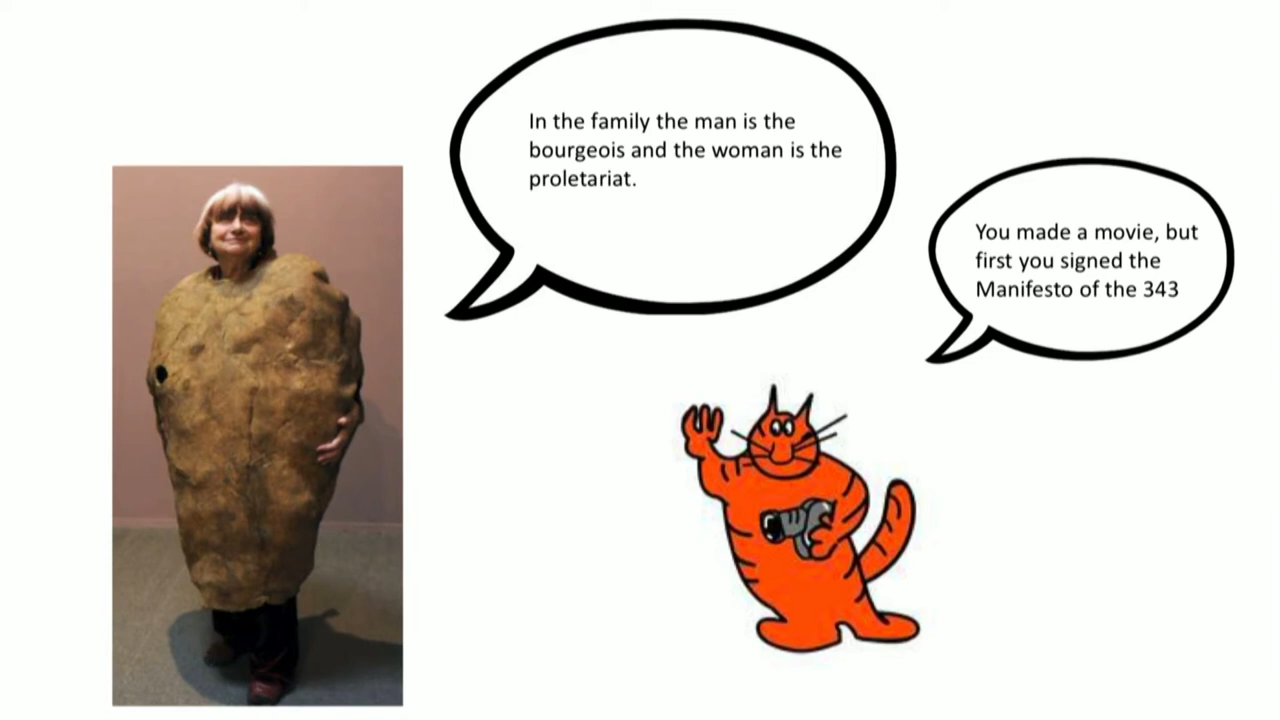 In the family the man is the
bourgeois and the woman is the
proletariat.
You made a movie, but
first you signed the
Manifesto of the 343